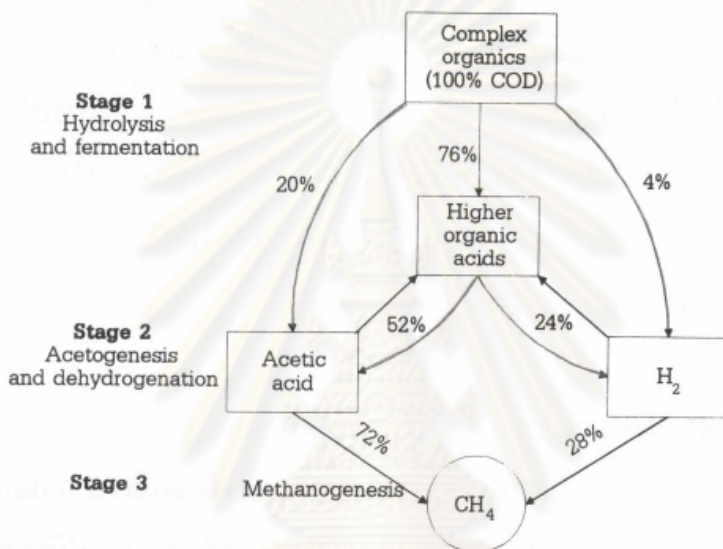 Complex
organics
(100% COD)
Stage 1
Hydrolysis
and fermentation
20%
76%
4%
Higher
organic
acids
Stage 2
Acetogenesis
and dehydrogenation
52%
24%
Acetic
acid
H₂
72%
28%
Stage 3
Methanogenesis
CH₄